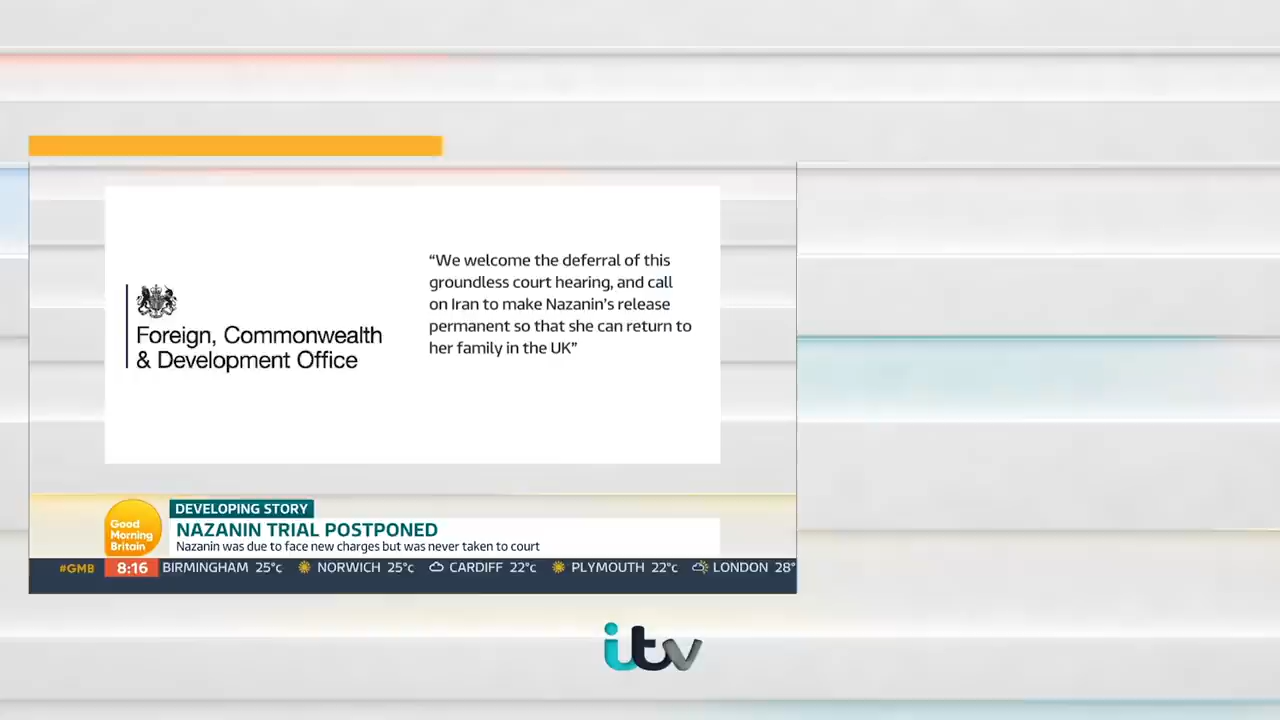 Foreign, Commonwealth
& Development Office
“We welcome the deferral of this
groundless court hearing, and call
on Iran to make Nazanin’s release
permanent so that she can return to
her family in the UK”
Good
Morning
Britain
DEVELOPING STORY
NAZANIN TRIAL POSTPONED
Nazanin was due to face new charges but was never taken to court
#GMB 8:16 BIRMINGHAM 25°c NORWICH 25°c CARDIFF 22°c PLYMOUTH 22°c LONDON 28°
itv